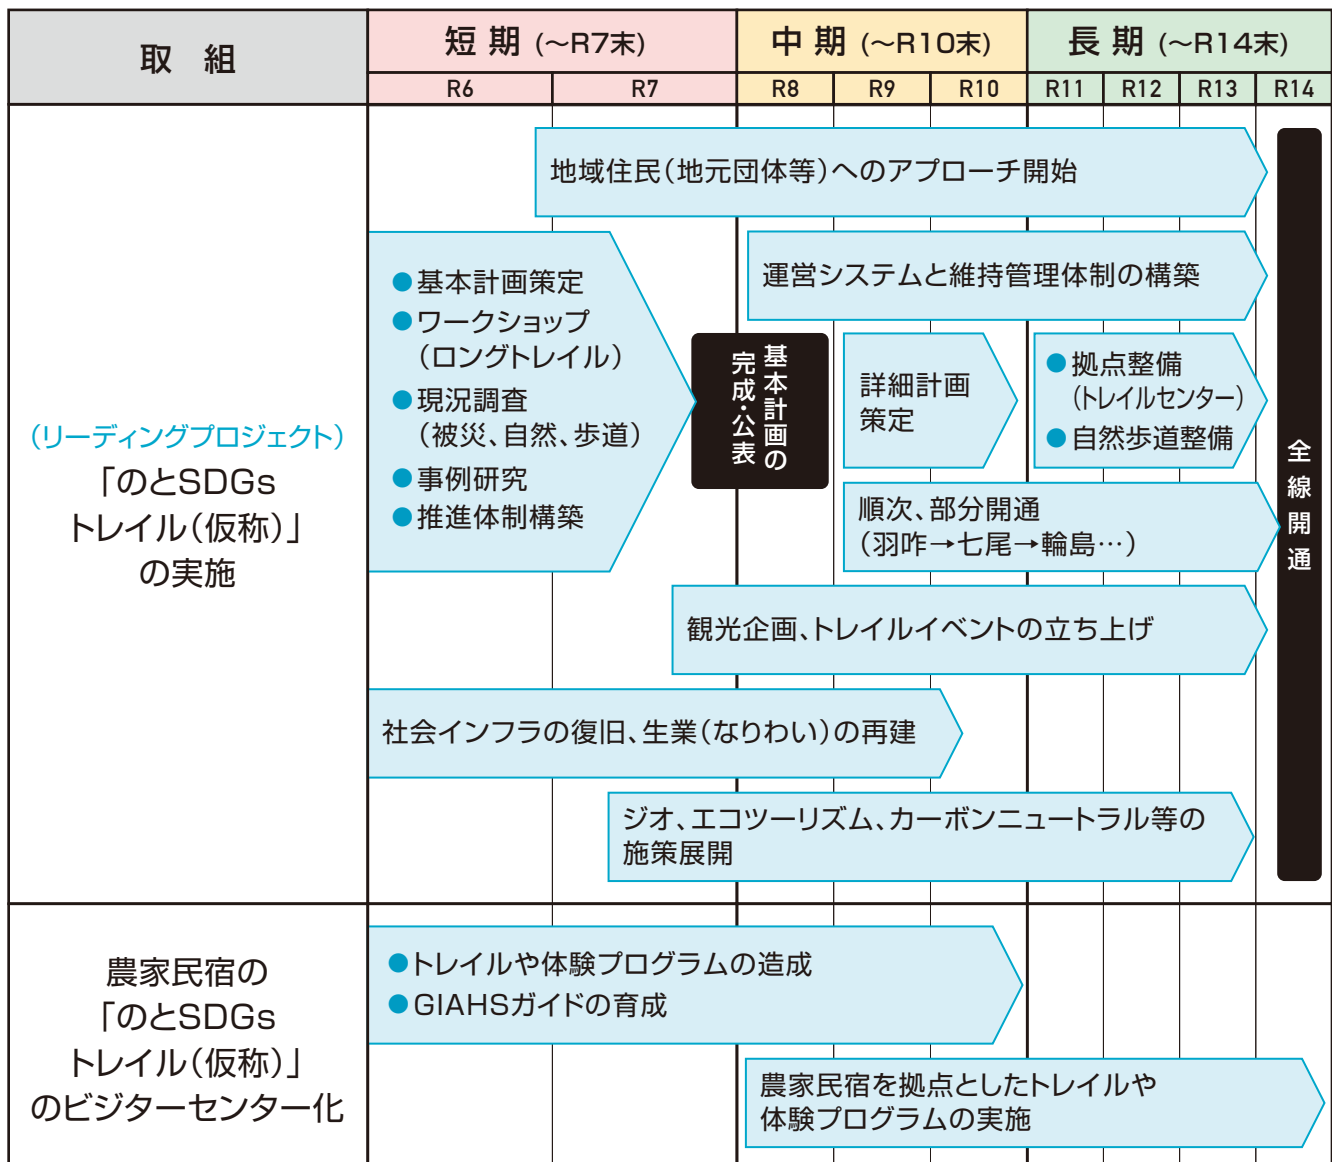 取 組
短 期 (～R7末)
中 期 (～R10末)
長 期 (～R14末)
R6
R7
R8
R9
R10
R11
R12
R13
R14
（リーディングプロジェクト）
「のとSDGs
トレイル（仮称）」
の実施
地域住民（地元団体等）へのアプローチ開始
●基本計画策定
●ワークショップ
（ロングトレイル）
●現況調査
（被災、自然、歩道）
●事例研究
●推進体制構築
運営システムと維持管理体制の構築
基本計画の
完成・公表
詳細計画
策定
●拠点整備
（トレイルセンター）
●自然歩道整備
順次、部分開通
（羽咋→七尾→輪島…）
全線開通
観光企画、トレイルイベントの立ち上げ
社会インフラの復旧、生業（なりわい）の再建
ジオ、エコツーリズム、カーボンニュートラル等の
施策展開
農家民宿の
「のとSDGs
トレイル（仮称）」
のビジターセンター化
●トレイルや体験プログラムの造成
●GIAHSガイドの育成
農家民宿を拠点としたトレイルや
体験プログラムの実施